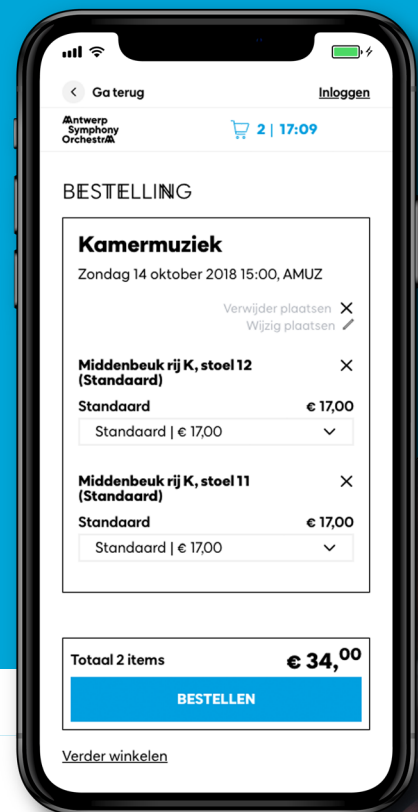 Ga terug
Inloggen
Antwerp
Symphony
Orchestra
2 | 17:09
BESTELLING
Kamermuziek
Zondag 14 oktober 2018 15:00, AMUZ
Verwijder plaatsen
Wijzig plaatsen
Middenbeuk rij K, stoel 12
(Standaard)
Standaard € 17,00
Standaard | € 17,00
Middenbeuk rij K, stoel 11
(Standaard)
Standaard € 17,00
Standaard | € 17,00
Totaal 2 items € 34,00
BESTELLEN
Verder winkelen